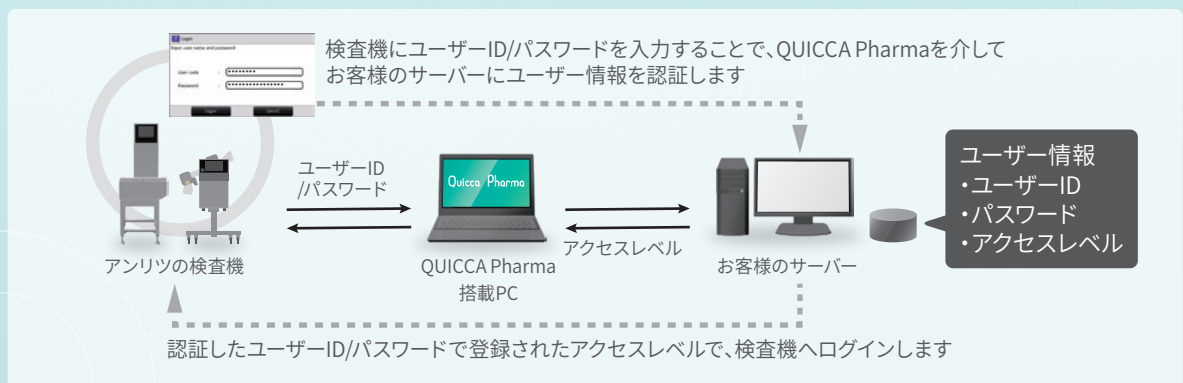 Login
Input user name and password
User code : ********
Password : ****************
Login Cancel
検査機にユーザーID/パスワードを入力することで、QUICCA Pharmaを介して
お客様のサーバーにユーザー情報を認証します
ユーザーID
/パスワード
Quicca Pharma
アクセスレベル
ユーザー情報
・ユーザーID
・パスワード
・アクセスレベル
アンリツの検査機
QUICCA Pharma
搭載PC
お客様のサーバー
認証したユーザーID/パスワードで登録されたアクセスレベルで、検査機へログインします